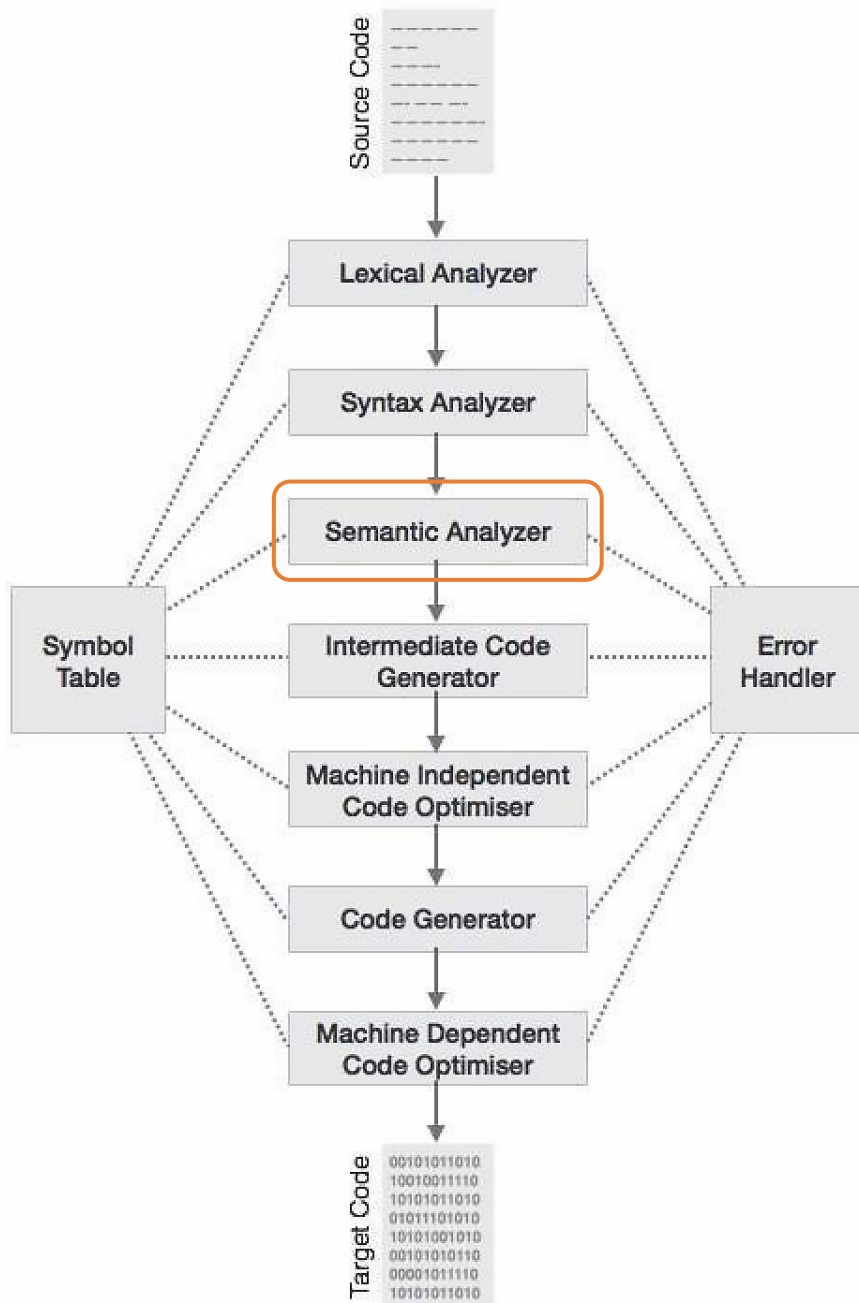 Source Code
Lexical Analyzer
Syntax Analyzer
Semantic Analyzer
Symbol
Table
Intermediate Code
Generator
Error
Handler
Machine Independent
Code Optimiser
Code Generator
Machine Dependent
Code Optimiser
Target Code
00101011010
10010011110
10101011010
01011101010
10101001010
00101010110
00001011110
10101011010